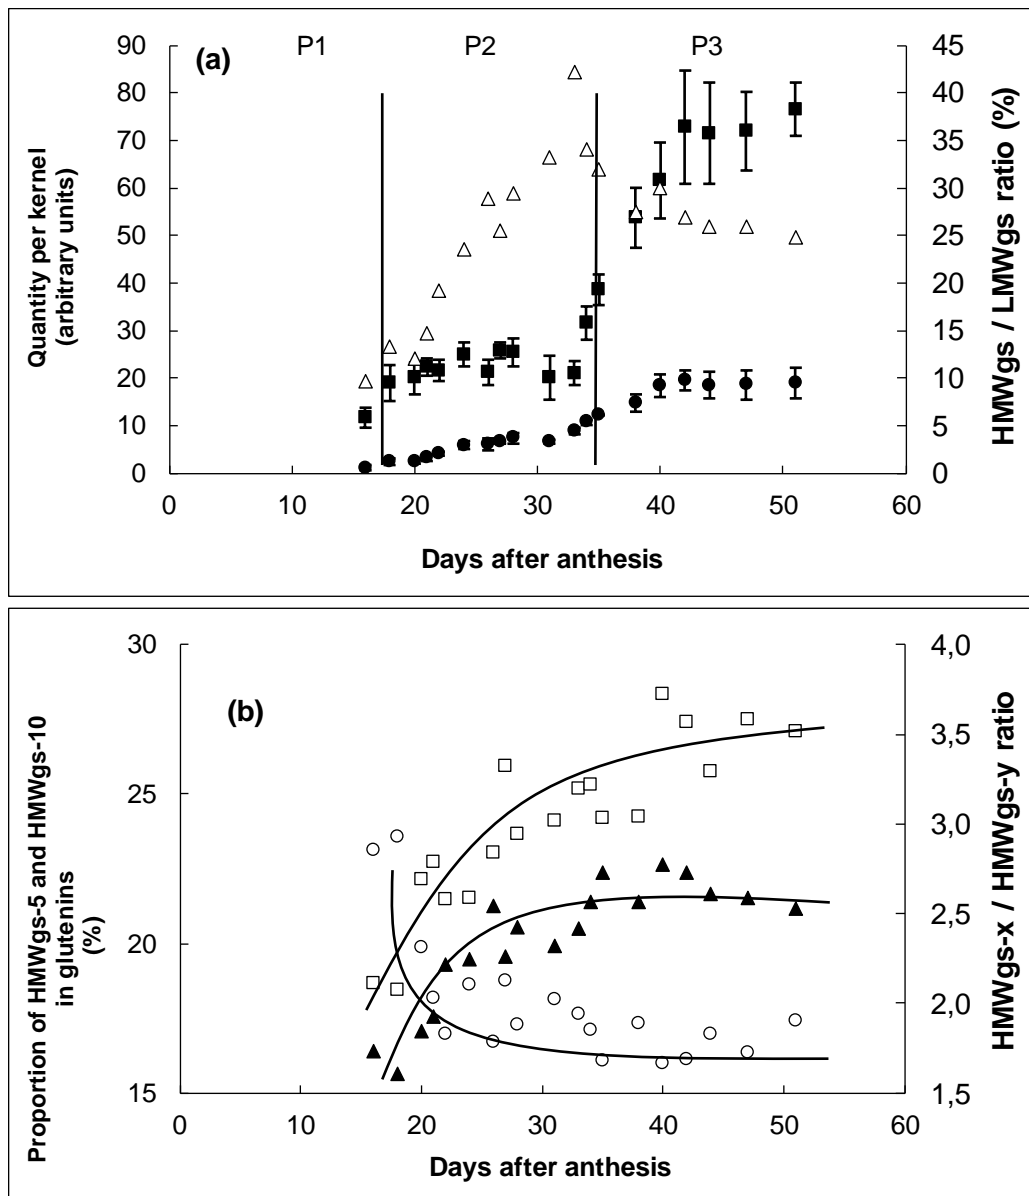 P1 P2 P3
(a)
90 80 70 60 50 40 30 20 10 0
45 40 35 30 25 20 15 10 5 0
Quantity per kernel
(arbitrary units)
HMWgs / LMWgs ratio (%)
0 10 20 30 40 50 60
Days after anthesis
(b)
30 25 20 15
4,0 3,5 3,0 2,5 2,0 1,5
Proportion of HMWgs-5 and HMWgs-10
in glutenins
(%)
HMWgs-x / HMWgs-y ratio
0 10 20 30 40 50 60
Days after anthesis